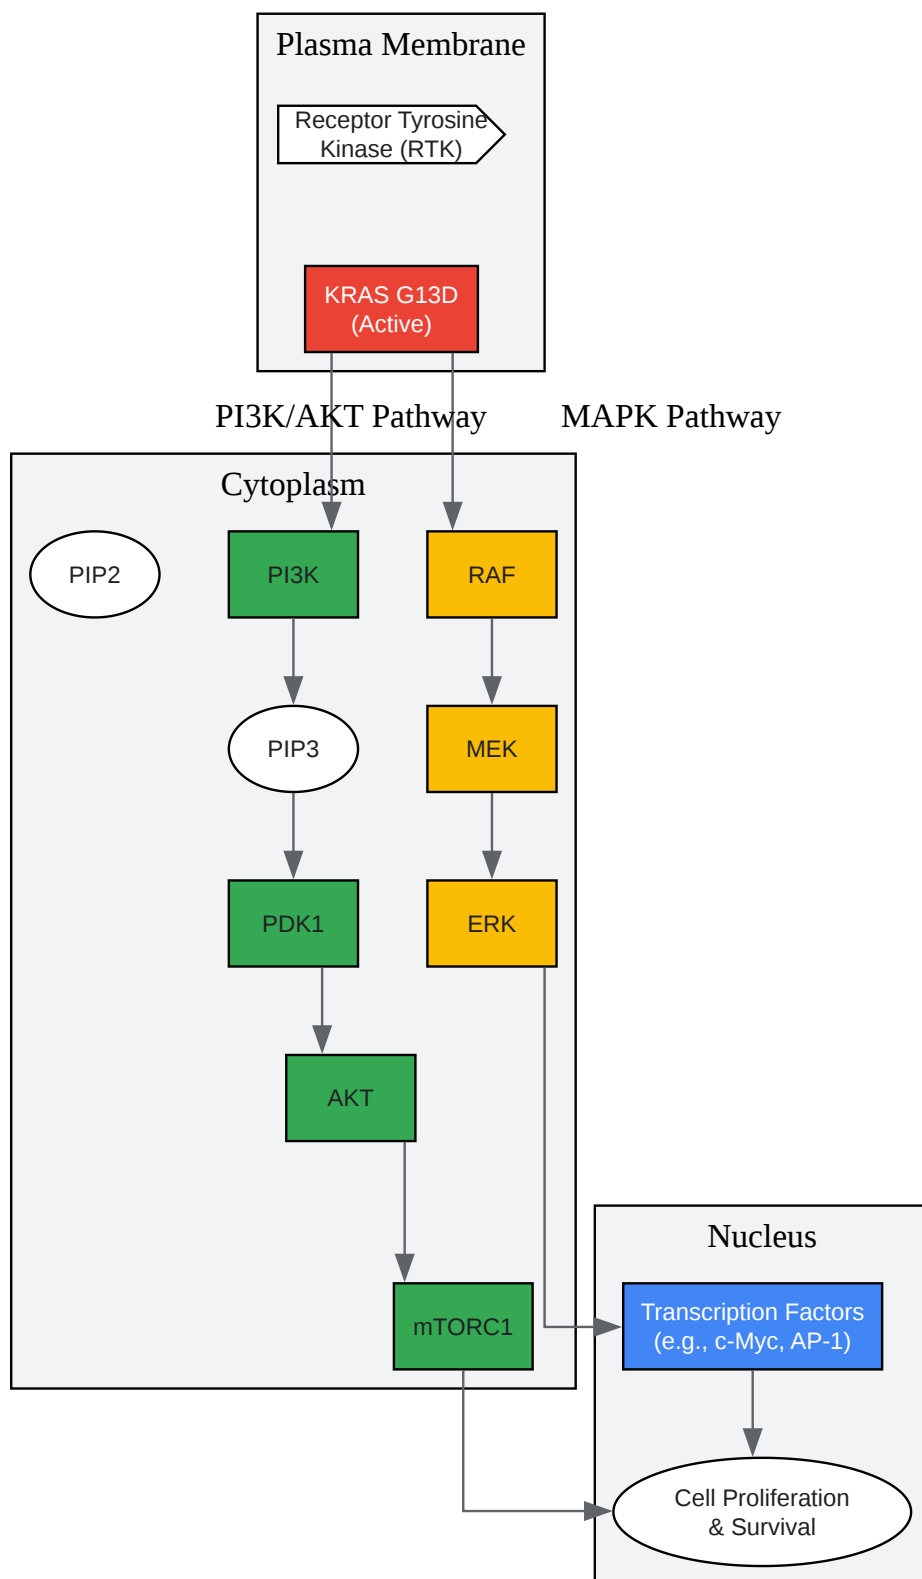 Plasma Membrane
Receptor Tyrosine
Kinase (RTK)
KRAS G13D
(Active)
PI3K/AKT Pathway
MAPK Pathway
Cytoplasm
PIP2
PI3K
RAF
PIP3
MEK
PDK1
ERK
AKT
Nucleus
mTORC1
Transcription Factors
(e.g., c-Myc, AP-1)
Cell Proliferation
& Survival